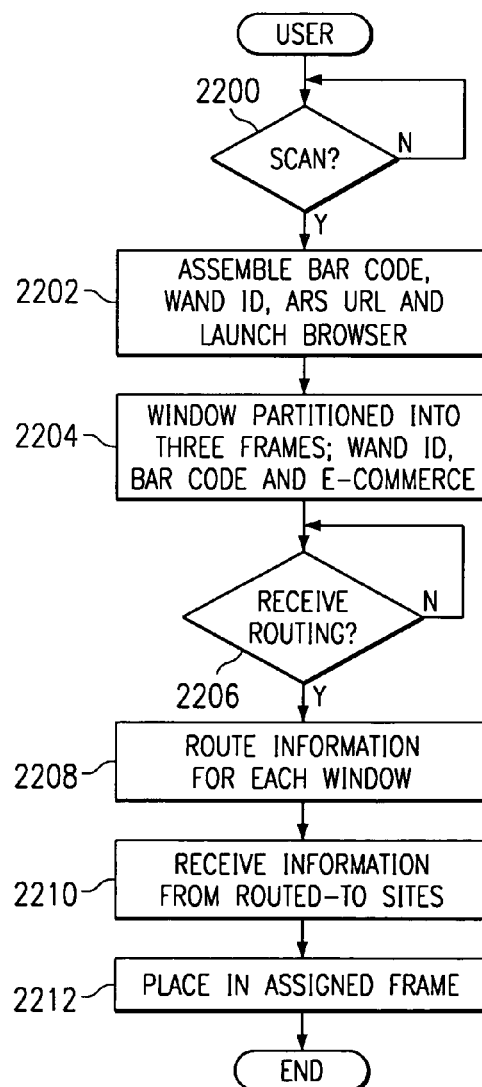 USER
2200
SCAN?
N
Y
2202
ASSEMBLE BAR CODE,
WAND ID, ARS URL AND
LAUNCH BROWSER
2204
WINDOW PARTITIONED INTO
THREE FRAMES; WAND ID,
BAR CODE AND E-COMMERCE
RECEIVE
ROUTING?
N
2206
Y
2208
ROUTE INFORMATION
FOR EACH WINDOW
2210
RECEIVE INFORMATION
FROM ROUTED-TO SITES
2212
PLACE IN ASSIGNED FRAME
END